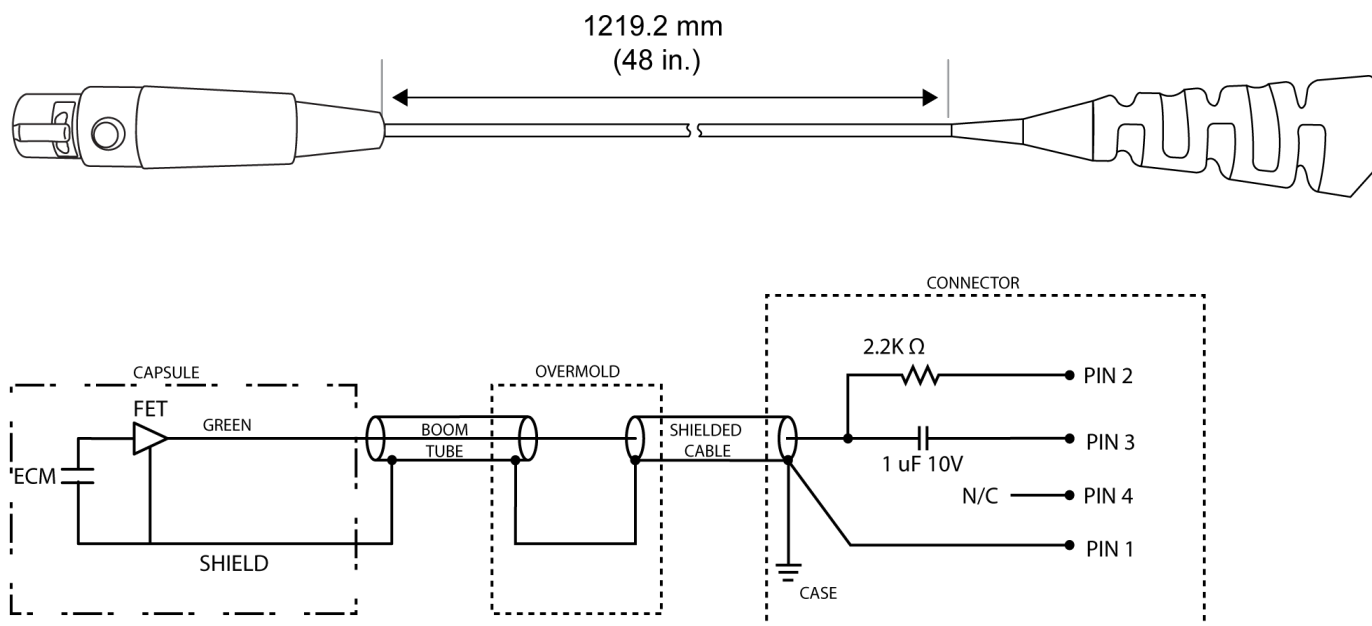 1219.2 mm
(48 in.)
CONNECTOR
2.2K Ω
PIN 2
CAPSULE
OVERMOLD
FET
GREEN
BOOM
TUBE
SHIELDED
CABLE
PIN 3
1 uF 10V
ECM
N/C
PIN 4
SHIELD
PIN 1
CASE